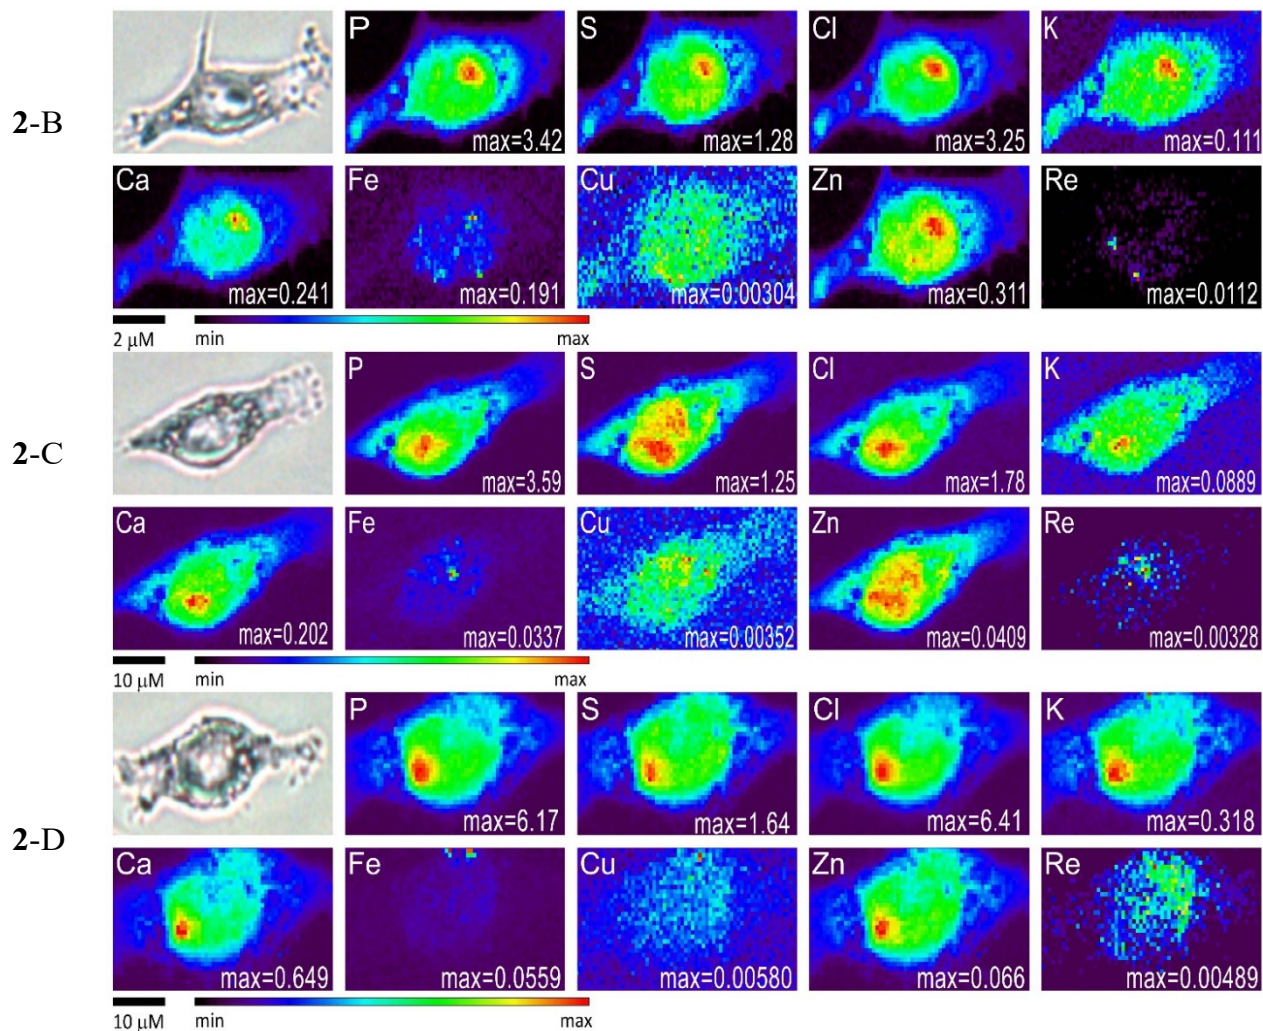 2-B
P
S
Cl
K
max=3.42
max=1.28
max=3.25
max=0.111
Ca
Fe
Cu
Zn
Re
max=0.241
max=0.191
max=0.00304
max=0.311
max=0.0112
2 µM
min
max
2-C
P
S
Cl
K
max=3.59
max=1.25
max=1.78
max=0.0889
Ca
Fe
Cu
Zn
Re
max=0.202
max=0.0337
max=0.00352
max=0.0409
max=0.00328
10 µM
min
max
2-D
P
S
Cl
K
max=6.17
max=1.64
max=6.41
max=0.318
Ca
Fe
Cu
Zn
Re
max=0.649
max=0.0559
max=0.00580
max=0.066
max=0.00489
10 µM
min
max